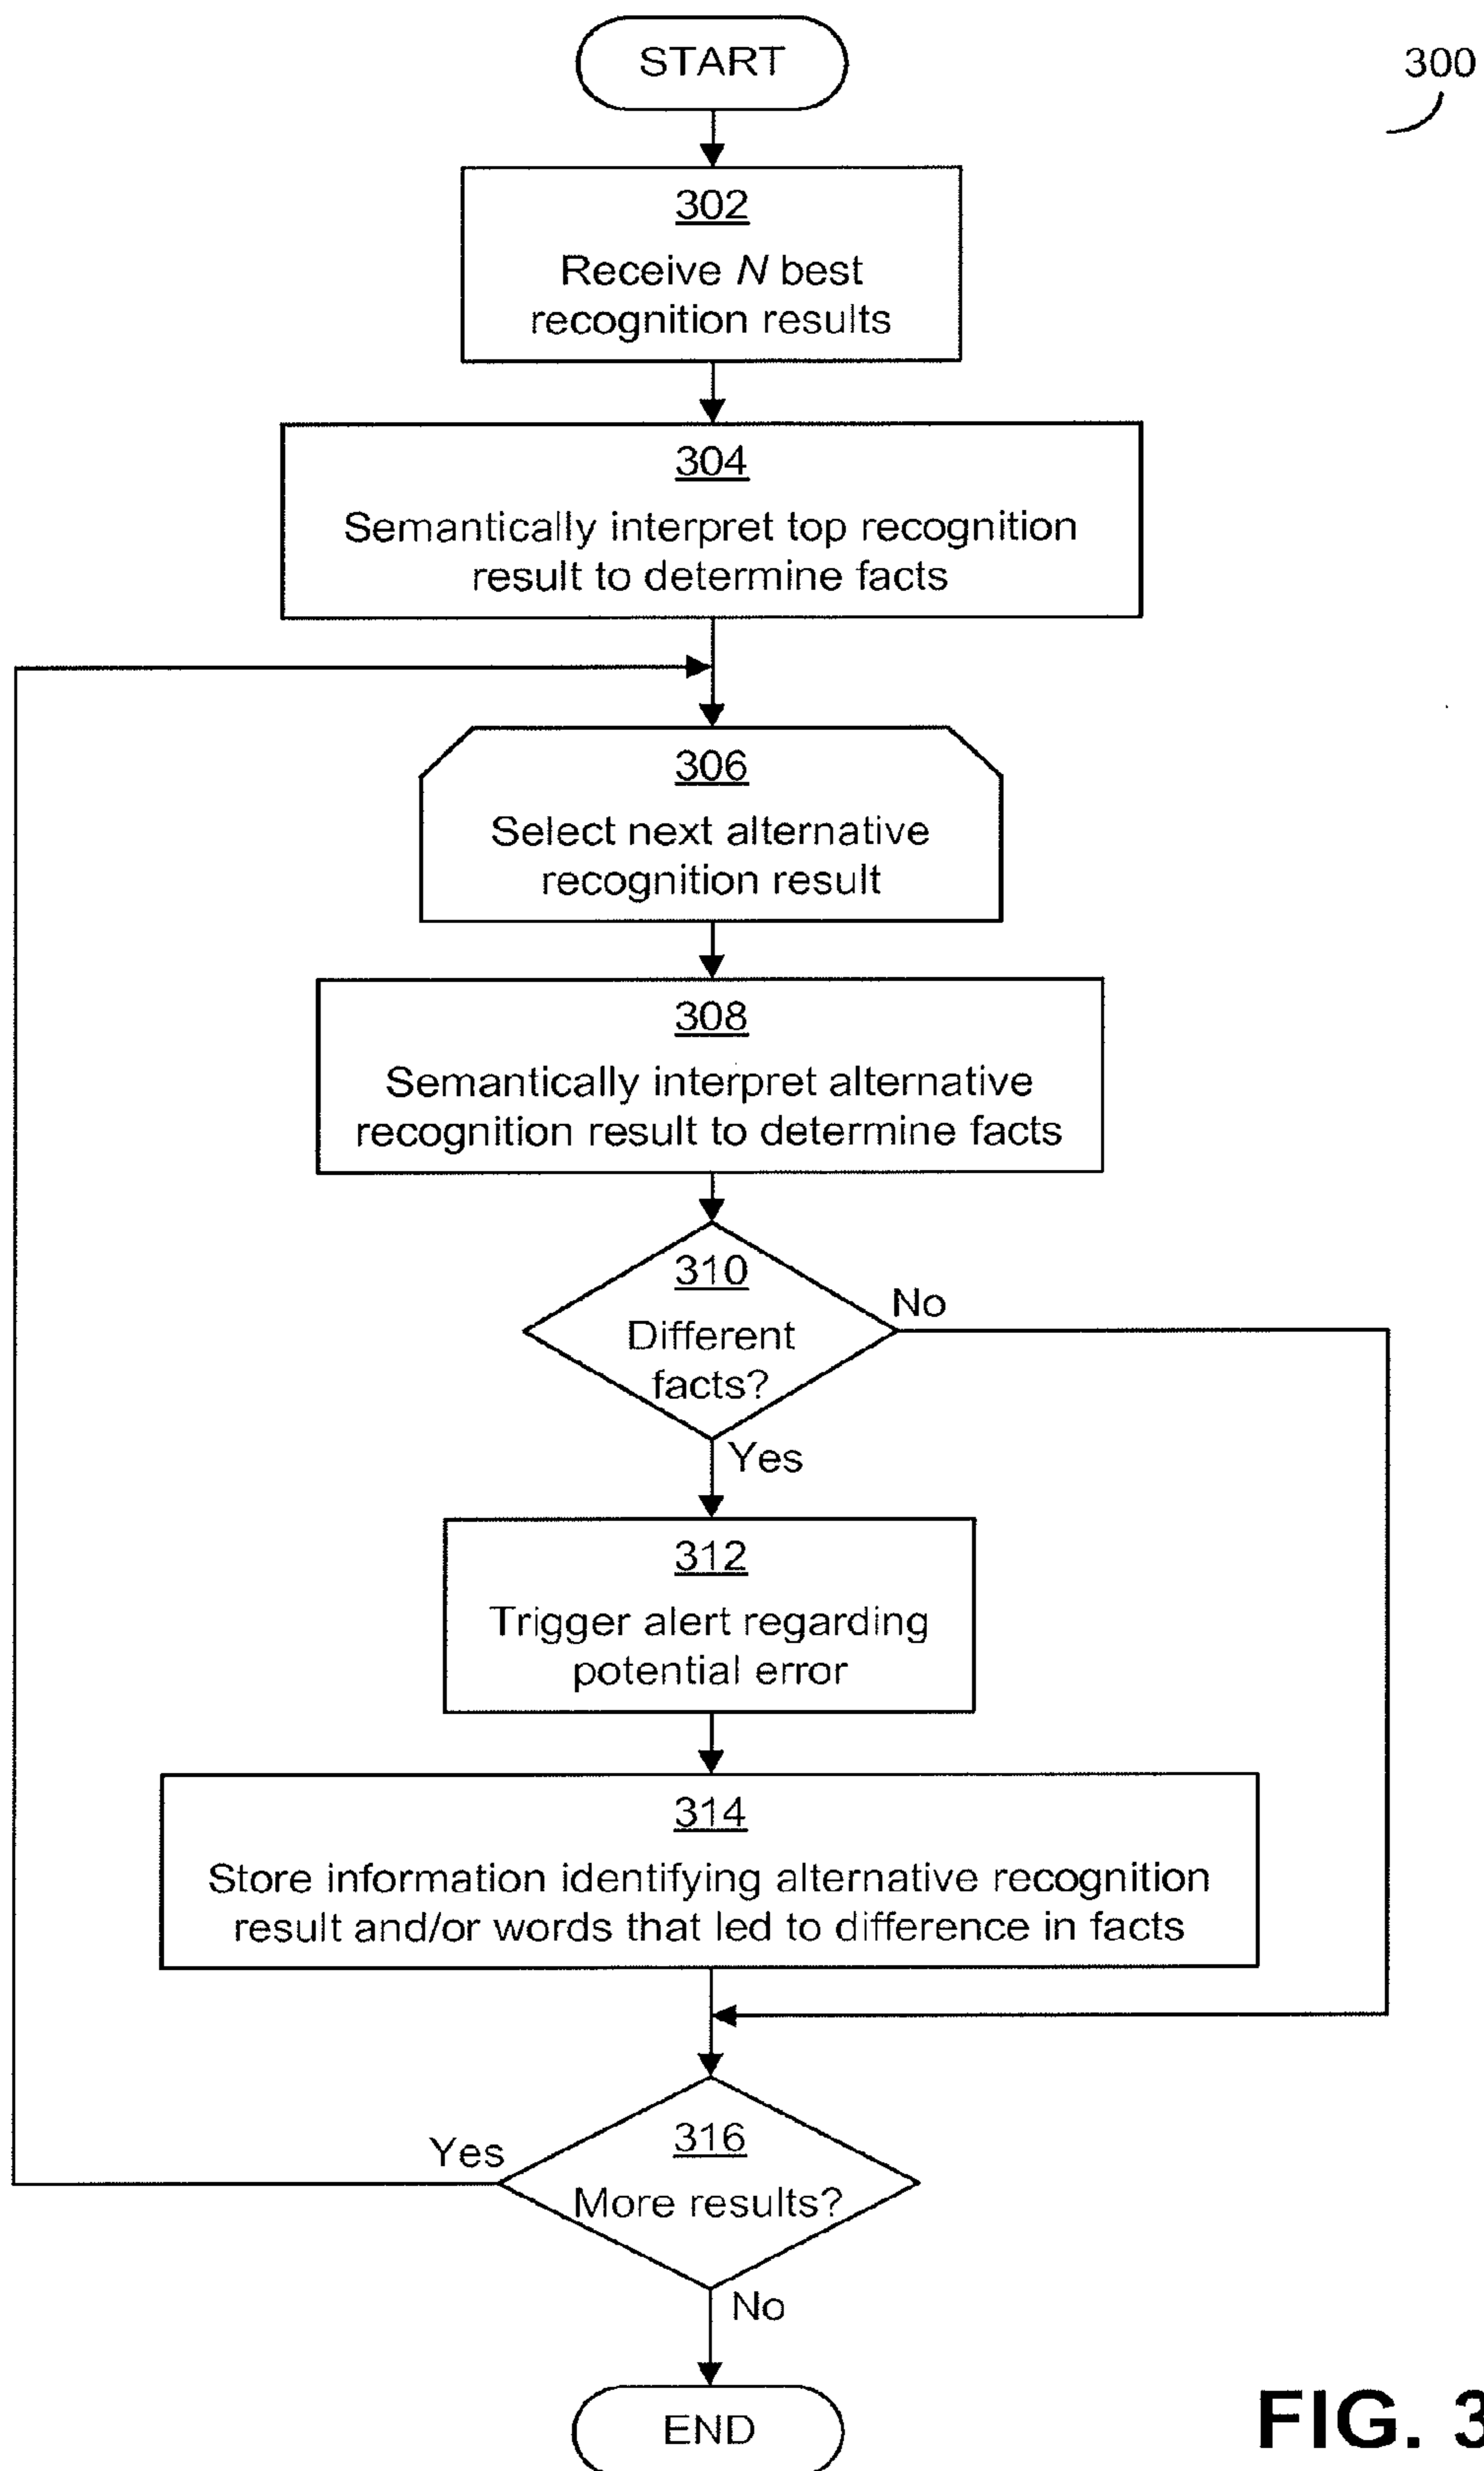 START
300
302
Receive N best
recognition results
304
Semantically interpret top recognition
result to determine facts
306
Select next alternative
recognition result
308
Semantically interpret alternative
recognition result to determine facts
310
Different
facts?
No
Yes
312
Trigger alert regarding
potential error
314
Store information identifying alternative recognition
result and/or words that led to difference in facts
316
More results?
Yes
No
END
FIG. 3